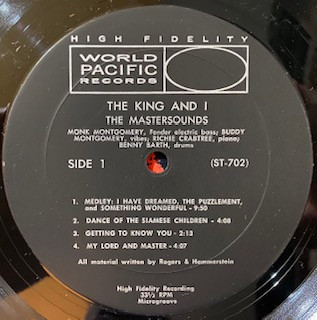 HIGH FIDELITY
WORLD
PACIFIC
RECORDS
THE KING AND I
THE MASTERSOUNDS
MONK MONTGOMERY, Fender electric bass; BUDDY
MONTGOMERY, vibes; RICHIE CRABTREE, piano;
BENNY BARTH, drums
SIDE 1
(ST-702)
1. MEDLEY: I HAVE DREAMED, THE PUZZLEMENT,
and SOMETHING WONDERFUL - 9:50
2. DANCE OF THE SIAMESE CHILDREN - 4:08
3. GETTING TO KNOW YOU - 2:13
4. MY LORD AND MASTER - 4:07
All material written by Rogers & Hammerstein
High Fidelity Recording
33⅓ RPM
Microgroove